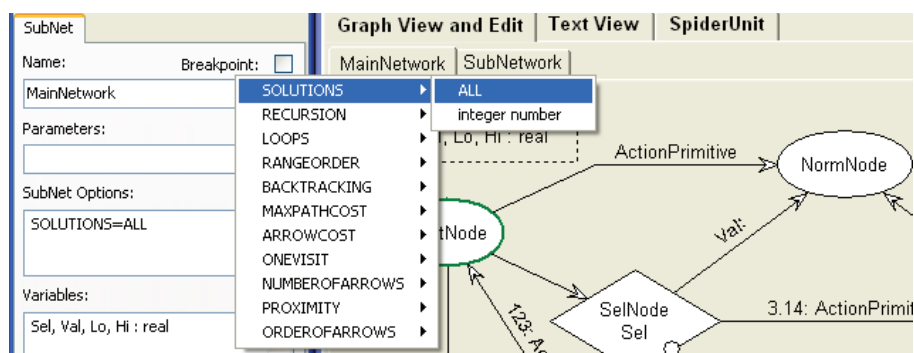 SubNet
Name:
Breakpoint:
MainNetwork
Parameters:
SubNet Options:
SOLUTIONS=ALL
Variables:
Sel, Val, Lo, Hi : real
SOLUTIONS
RECURSION
LOOPS
RANGEORDER
BACKTRACKING
MAXPATHCOST
ARROWCOST
ONEVISIT
NUMBEROFARROWS
PROXIMITY
ORDEROFARROWS
ALL
integer number
Graph View and Edit
Text View
SpiderUnit
MainNetwork
SubNetwork
, Lo, Hi : real
ActionPrimitive
NormNode
tNode
Val:
SelNode
Sel
3.14: ActionPrimit
123: Ac